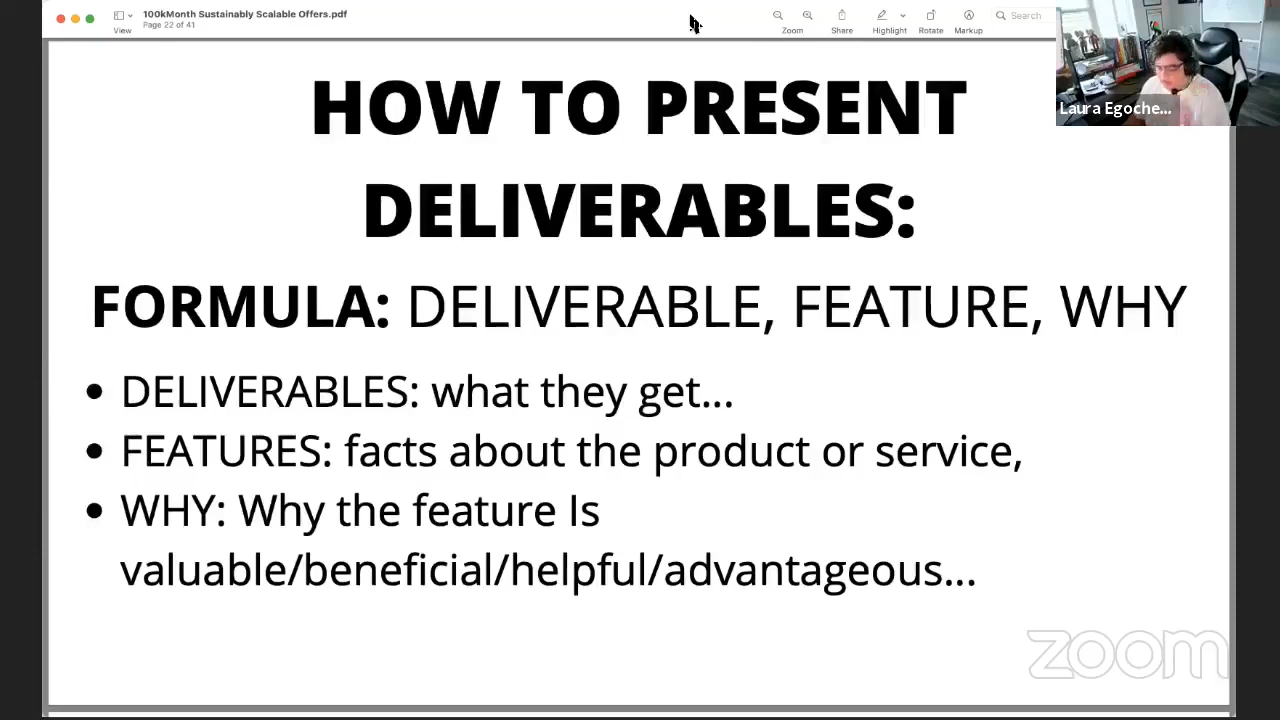 100kMonth Sustainably Scalable Offers.pdf
Page 22 of 41
View
Zoom
Share
Highlight
Rotate
Markup
Search
Laura Egoche...
HOW TO PRESENT
DELIVERABLES:
FORMULA: DELIVERABLE, FEATURE, WHY
• DELIVERABLES: what they get...
• FEATURES: facts about the product or service,
• WHY: Why the feature Is
valuable/beneficial/helpful/advantageous...
zoom